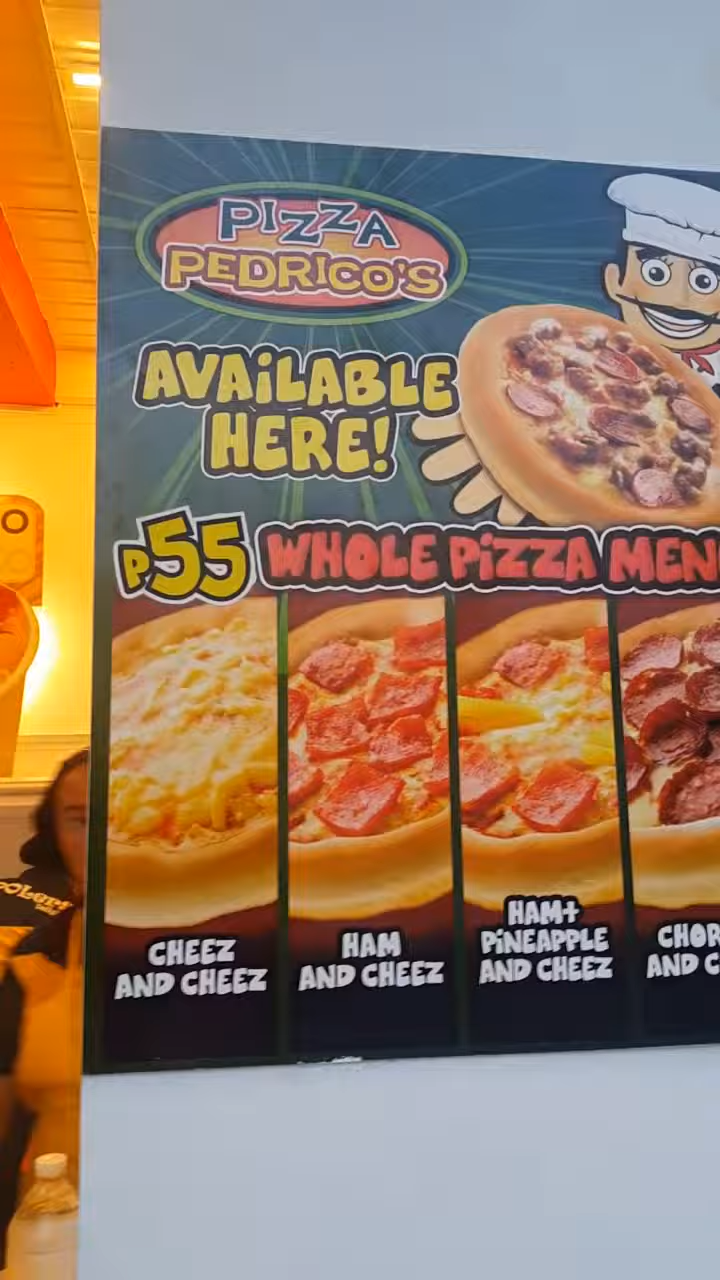 PIZZA
PEDRICO'S
AVAiLABLE
HERE!
P55 WHOLE PiZZA MEN
CHEEZ
AND CHEEZ
HAM
AND CHEEZ
HAM+
PiNEAPPLE
AND CHEEZ
CHOR
AND C
O